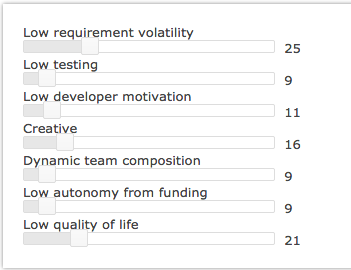 Low requirement volatility
25
Low testing
9
Low developer motivation
11
Creative
16
Dynamic team composition
9
Low autonomy from funding
9
Low quality of life
21